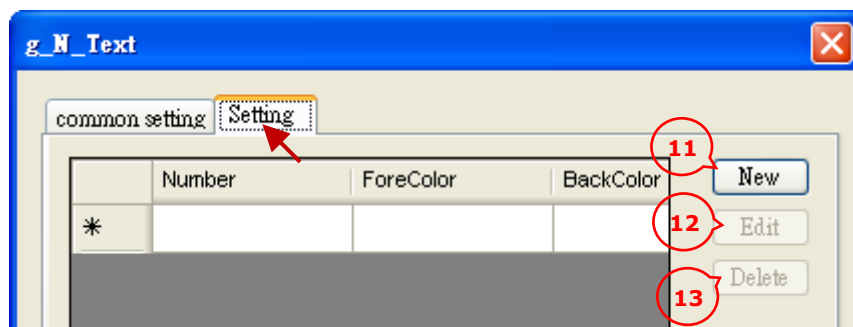 g_N_Text
common setting Setting
11
Number ForeColor BackColor New
* 12 Edit
Delete
13